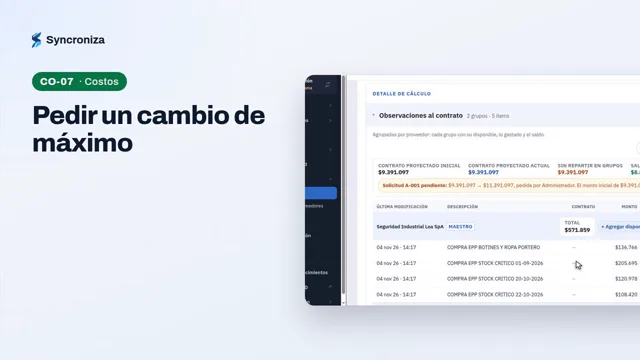 Syncroniza
CO-07 · Costos
Pedir un cambio de
máximo
DETALLE DE CÁLCULO
Observaciones al contrato 2 grupos · 5 ítems
Agrupadas por proveedor: cada grupo con su disponible, lo gastado y el saldo.
CONTRATO PROYECTADO INICIAL CONTRATO PROYECTADO ACTUAL SIN REPARTIR EN GRUPOS
$9.391.097 $9.391.097 $9.391.097
Solicitud A-001 pendiente: $9.391.097 → $11.391.097, pedida por Administrador. El monto inicial de
ÚLTIMA MODIFICACIÓN DESCRIPCIÓN CONTRATO MONTO
Seguridad Industrial Loa SpA MAESTRO TOTAL
$571.859 + Agregar
04 nov 26 · 14:17 COMPRA EPP BOTINES Y ROPA PORTERO — $136.766
04 nov 26 · 14:17 COMPRA EPP STOCK CRITICO 01-09-2026 — $205.695
04 nov 26 · 14:17 COMPRA EPP STOCK CRITICO 20-10-2026 — $120.978
04 nov 26 · 14:17 COMPRA EPP STOCK CRITICO 22-10-2026 — $108.420